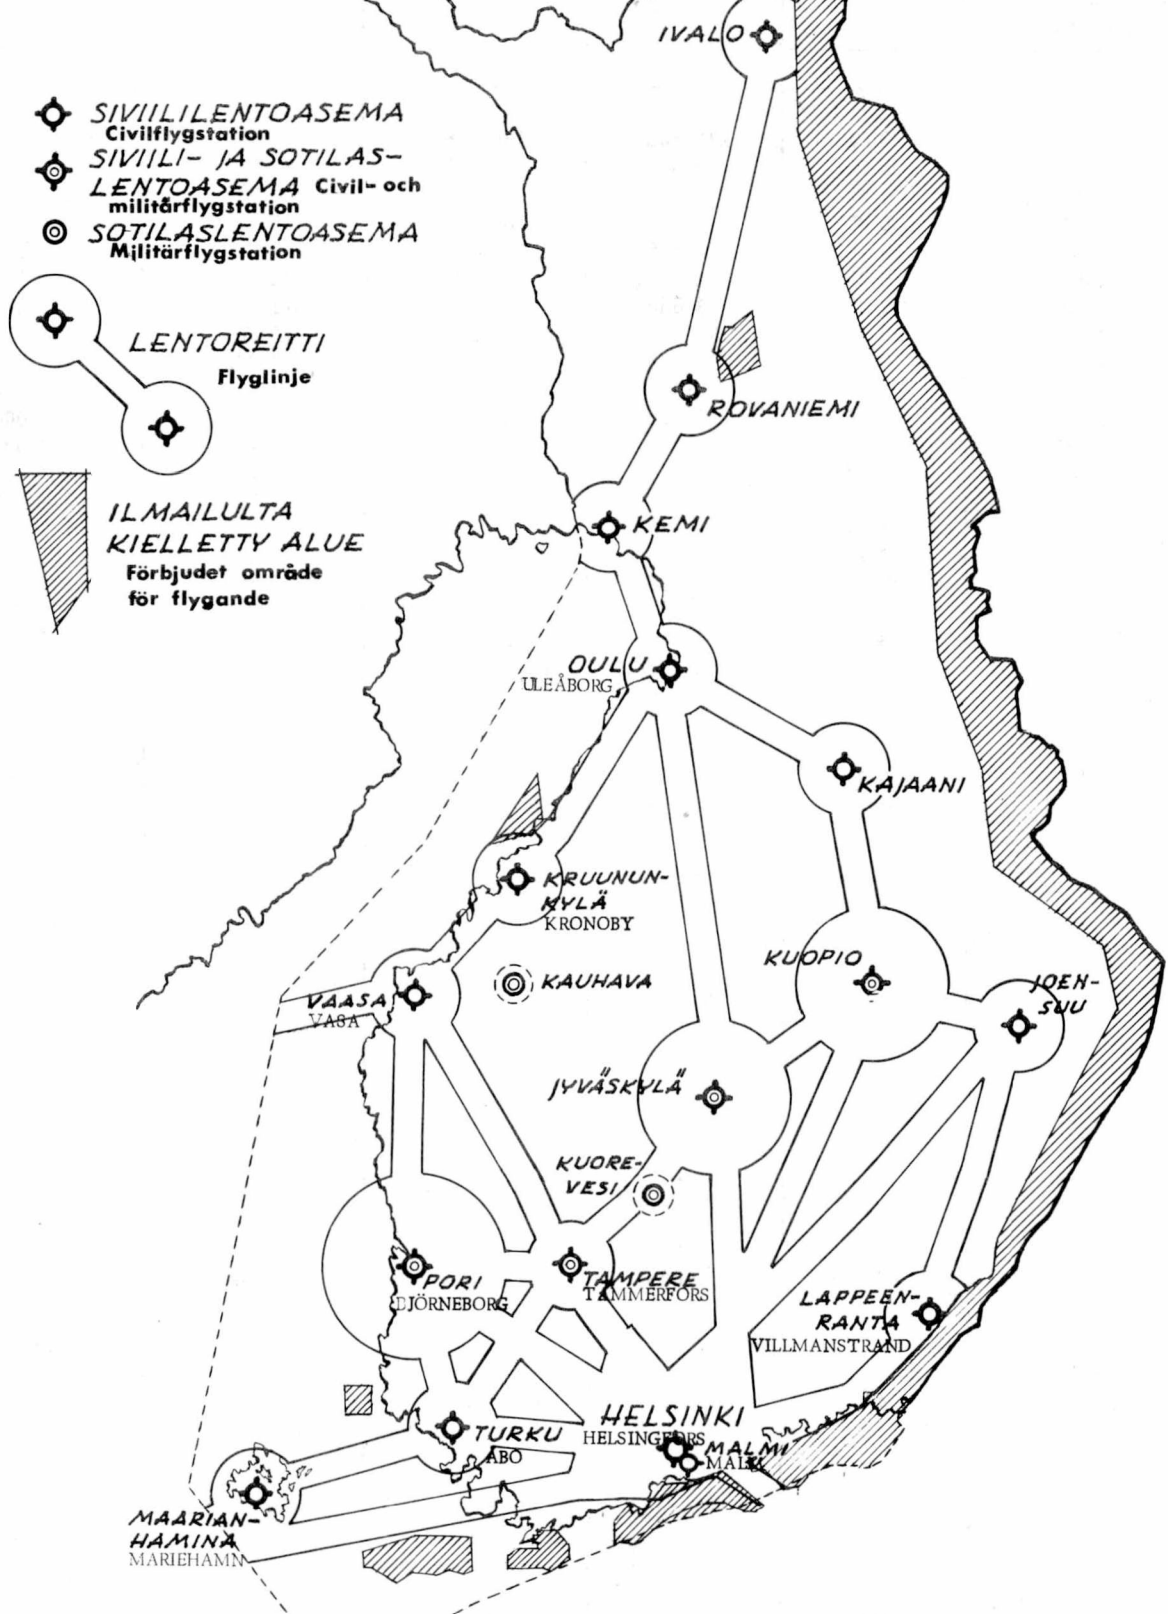 IVALO
SIVIILILENTOASEMA
Civilflygstation
SIVIILI- JA SOTILAS-
LENTOASEMA Civil- och
militärflygstation
SOTILASLENTOASEMA
Militärflygstation
LENTOREITTI
Flyglinje
ROVANIEMI
ILMAILULTA
KIELLETTY ALUE
Förbjudet område
för flygande
KEMI
OULU
ULEÅBORG
KAJAANI
KRUUNUN-
KYLÄ
KRONOBY
KUOPIO
KAUHAVA
JOEN-
SUU
VAASA
VASA
JYVÄSKYLÄ
KUORE-
VESI
PORI
BJÖRNEBORG
TAMPERE
TAMMERFORS
LAPPEEN-
RANTA
VILLMANSTRAND
HELSINKI
HELSINGFORS
TURKU
ÅBO
MALMI
MALM
MAARIAN-
HAMINA
MARIEHAMN